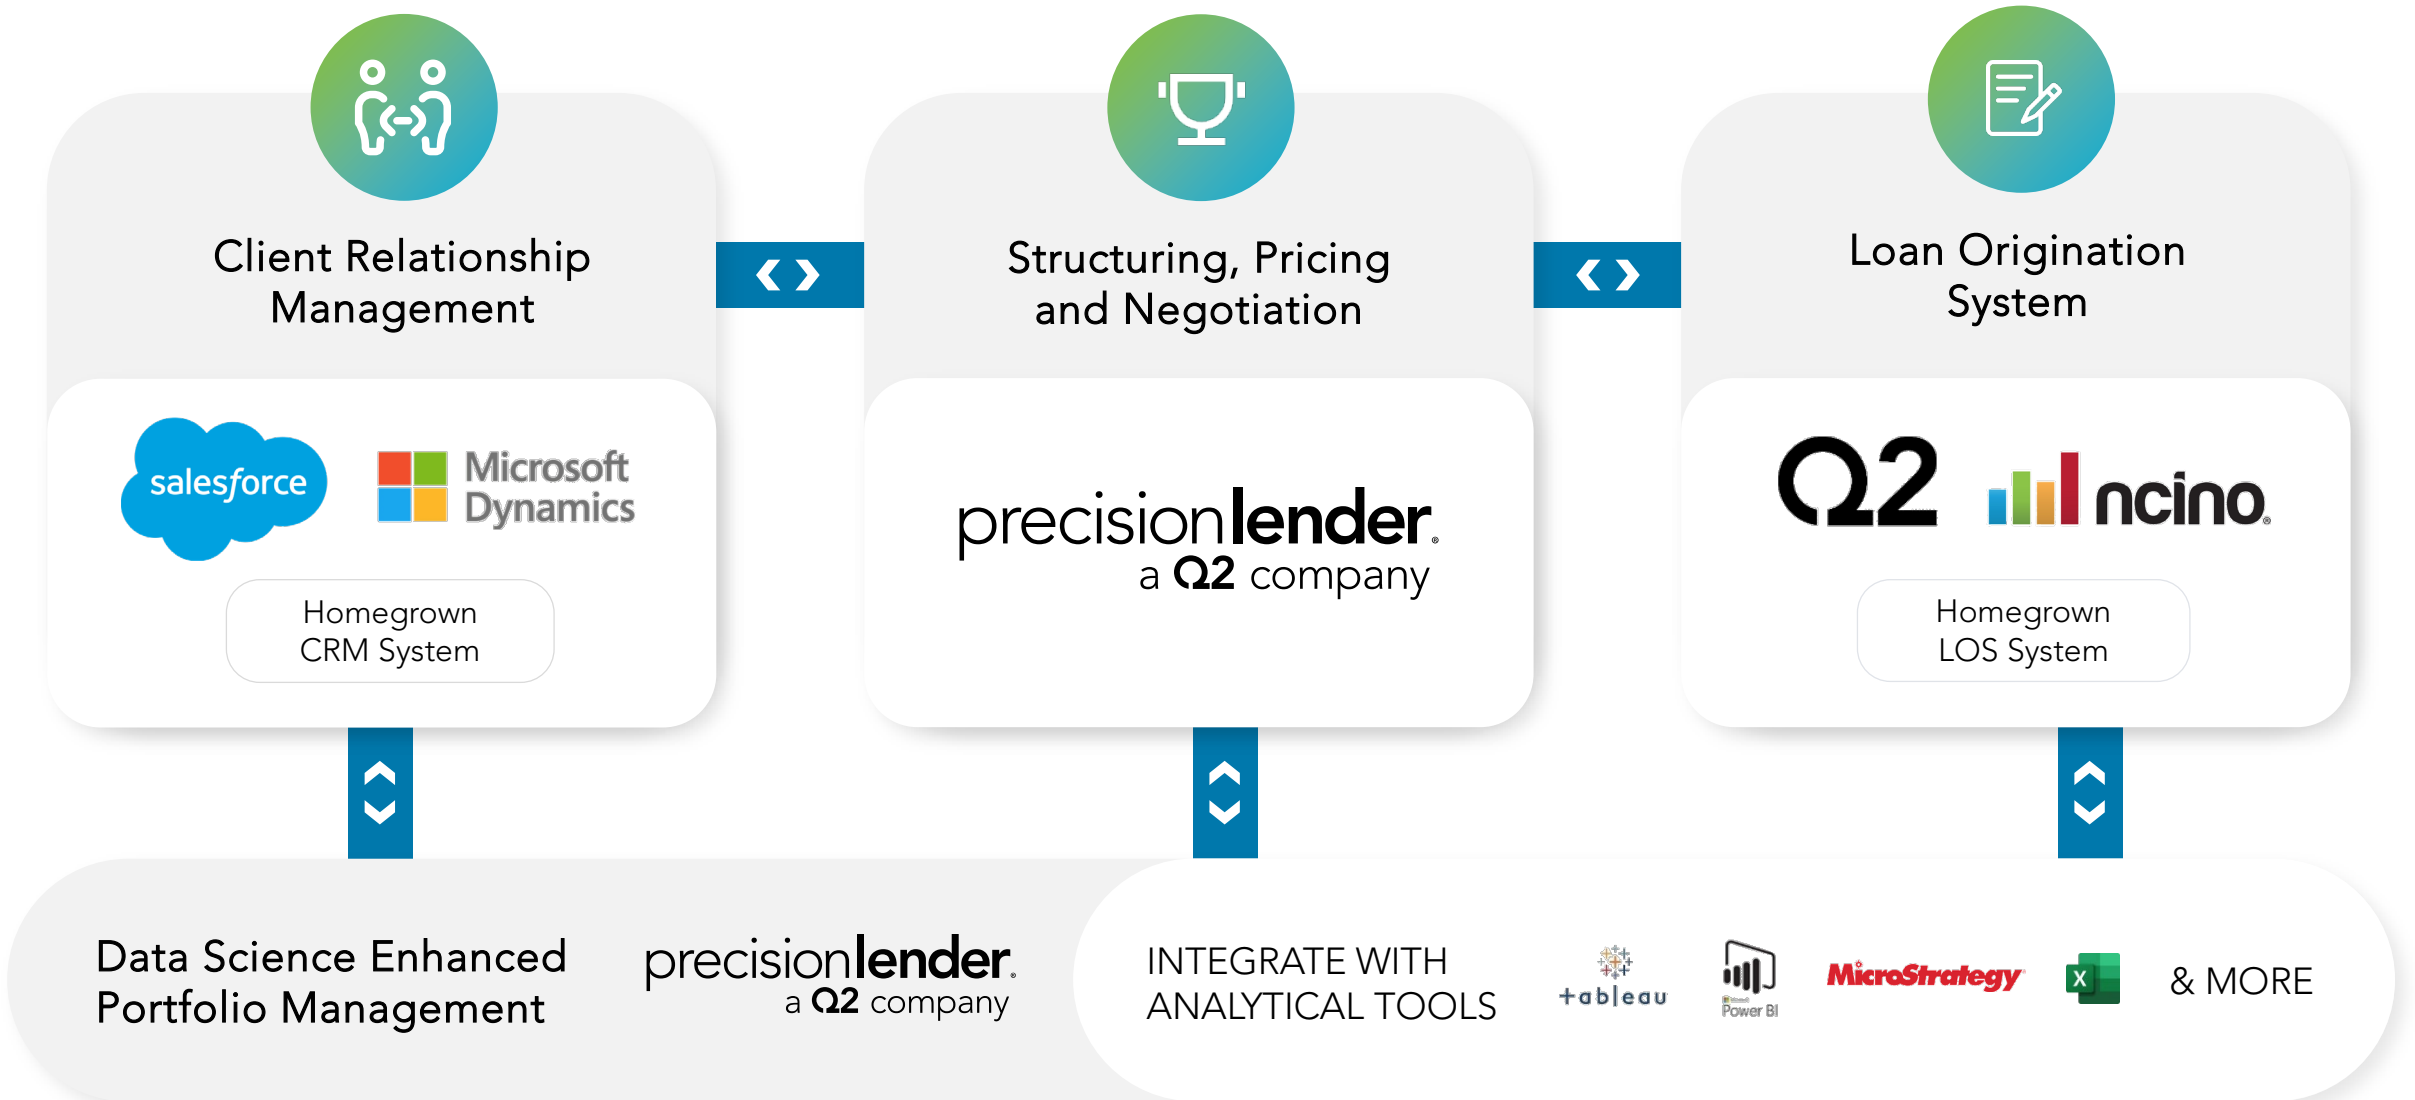 Client Relationship
Management
Structuring, Pricing
and Negotiation
Loan Origination
System
salesforce
Microsoft
Dynamics
Homegrown
CRM System
precisionlender®
a Q2 company
Q2
ncino®
Homegrown
LOS System
Data Science Enhanced
Portfolio Management
precisionlender®
a Q2 company
INTEGRATE WITH
ANALYTICAL TOOLS
+ableau
Power BI
MicroStrategy
X
& MORE